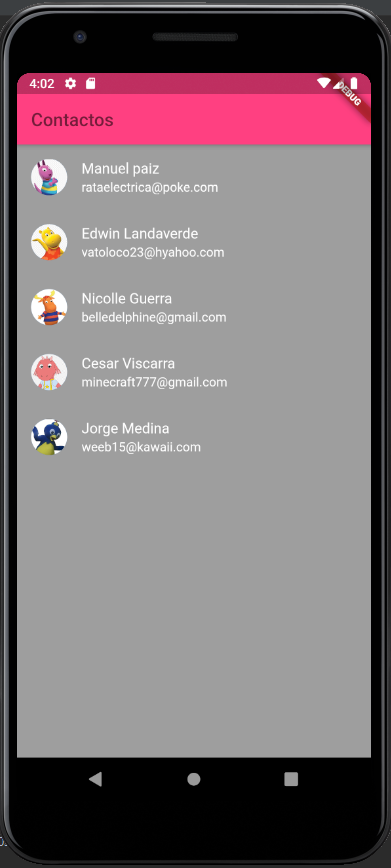 4:02
DEBUG
Contactos
Manuel paiz
rataelectrica@poke.com
Edwin Landaverde
vatoloco23@hyahoo.com
Nicolle Guerra
belledelphine@gmail.com
Cesar Viscarra
minecraft777@gmail.com
Jorge Medina
weeb15@kawaii.com